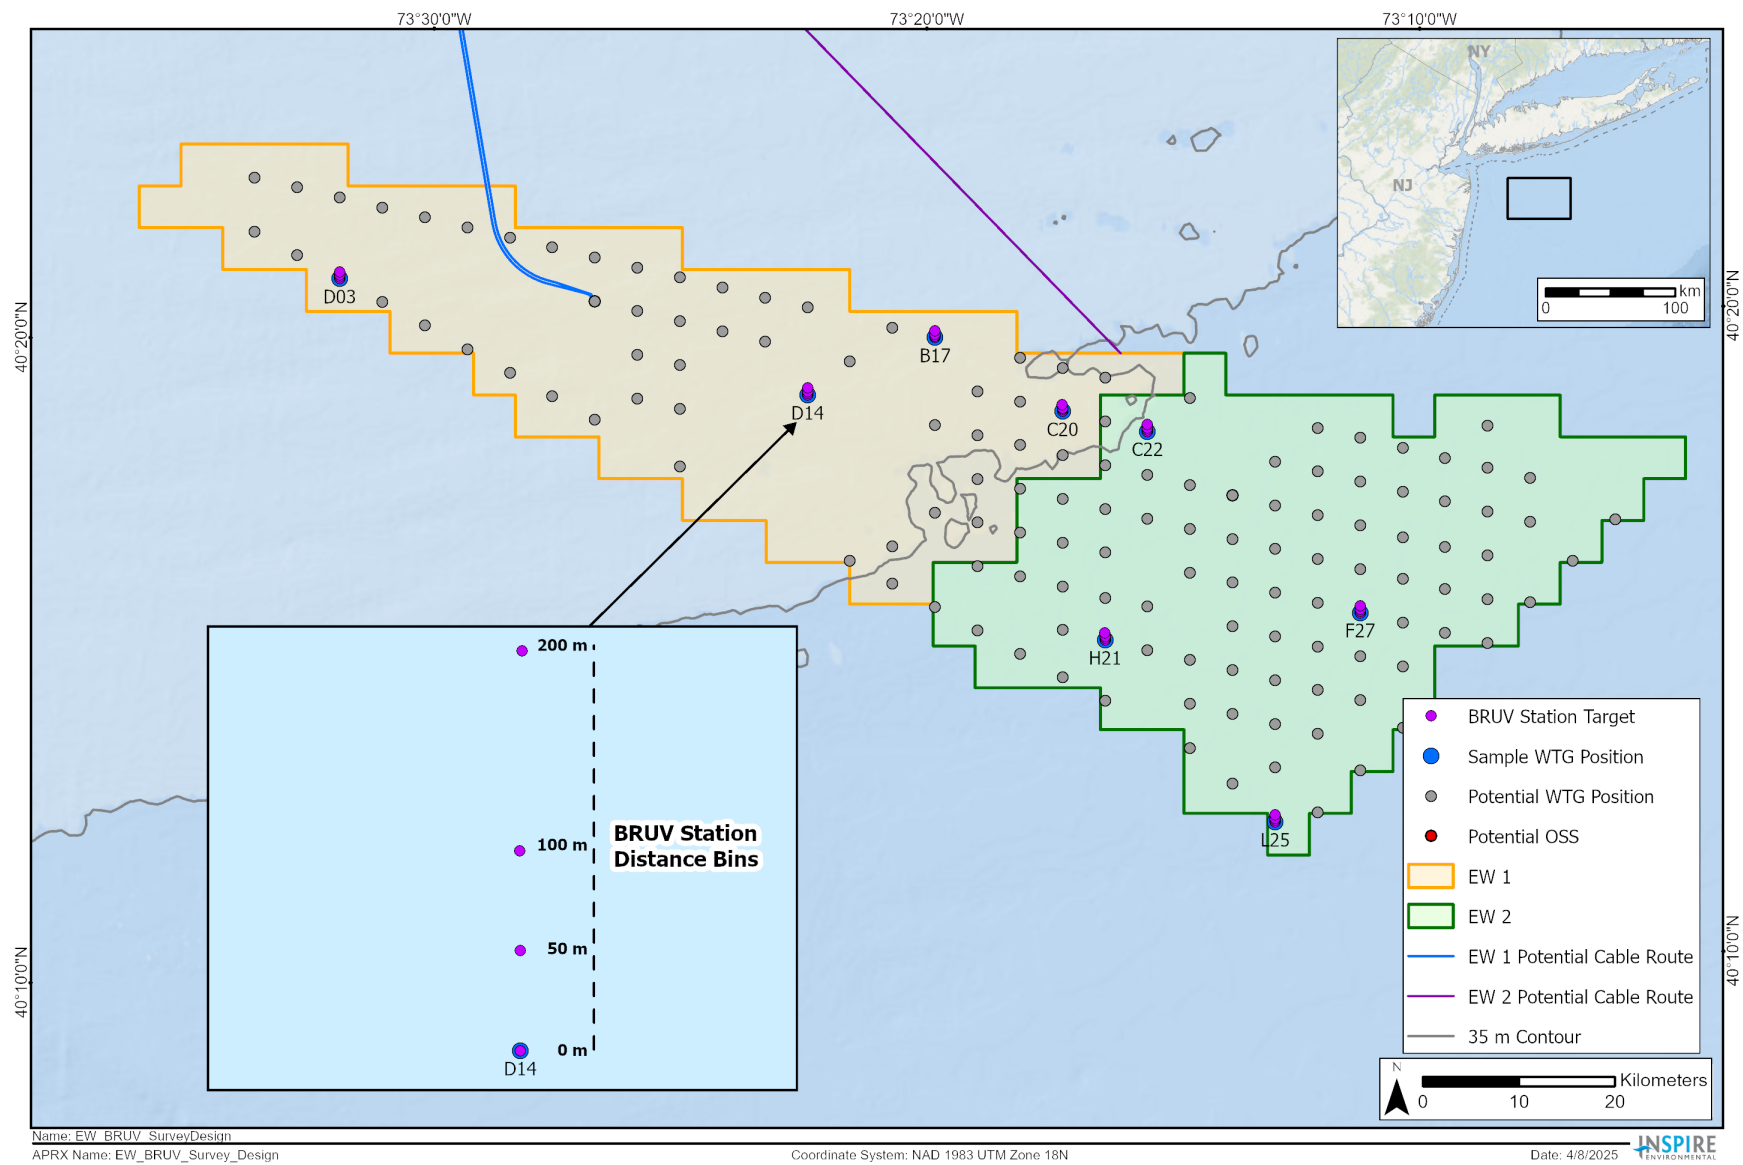 73°30'0"W
73°20'0"W
73°10'0"W
NY
NJ
km
0 100
40°20'0"N
40°20'0"N
D03
B17
D14
C20
C22
H21
F27
L25
200 m
100 m
BRUV Station
Distance Bins
50 m
0 m
D14
40°10'0"N
40°10'0"N
BRUV Station Target
Sample WTG Position
Potential WTG Position
Potential OSS
EW 1
EW 2
EW 1 Potential Cable Route
EW 2 Potential Cable Route
35 m Contour
N
Kilometers
0 10 20
Name: EW_BRUV_SurveyDesign
APRX Name: EW_BRUV_Survey_Design
Coordinate System: NAD 1983 UTM Zone 18N
Date: 4/8/2025
INSPIRE
ENVIRONMENTAL